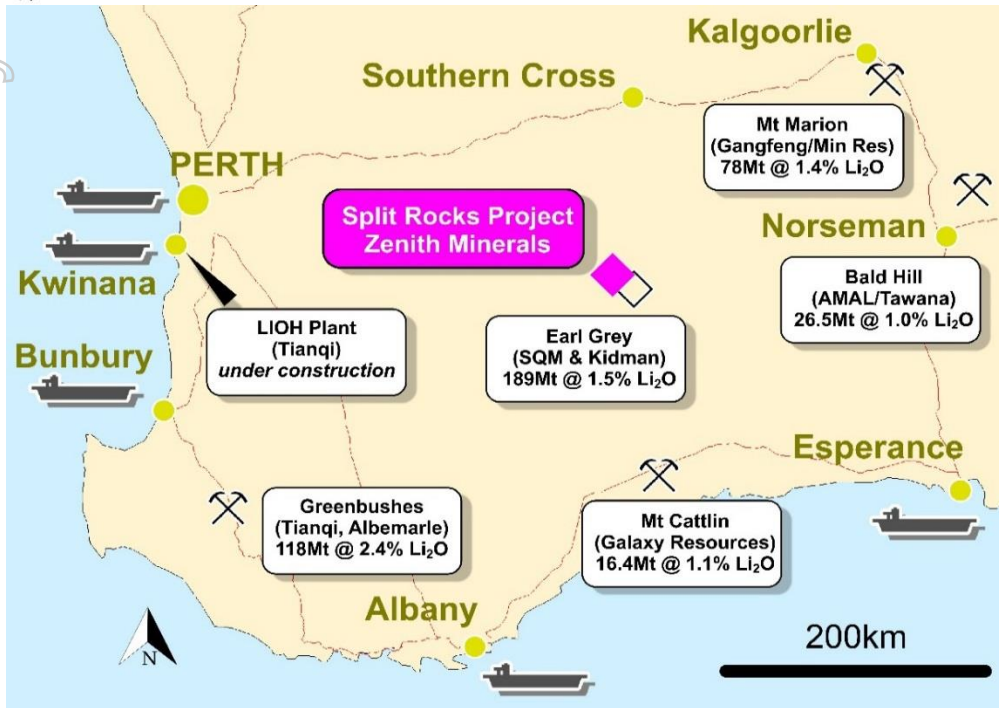 Kalgoorlie
Southern Cross
Mt Marion
(Gangfeng/Min Res)
78Mt @ 1.4% Li₂O
PERTH
Split Rocks Project
Zenith Minerals
Norseman
Kwinana
Bald Hill
(AMAL/Tawana)
26.5Mt @ 1.0% Li₂O
LIOH Plant
(Tianqi)
under construction
Earl Grey
(SQM & Kidman)
189Mt @ 1.5% Li₂O
Bunbury
Esperance
Greenbushes
(Tianqi, Albemarle)
118Mt @ 2.4% Li₂O
Mt Cattlin
(Galaxy Resources)
16.4Mt @ 1.1% Li₂O
Albany
N
200km